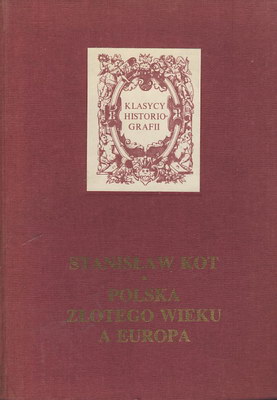 KLASYCY
HISTORIO-
GRAFII
STANISŁAW KOT
POLSKA
ZŁOTEGO WIEKU
A EUROPA